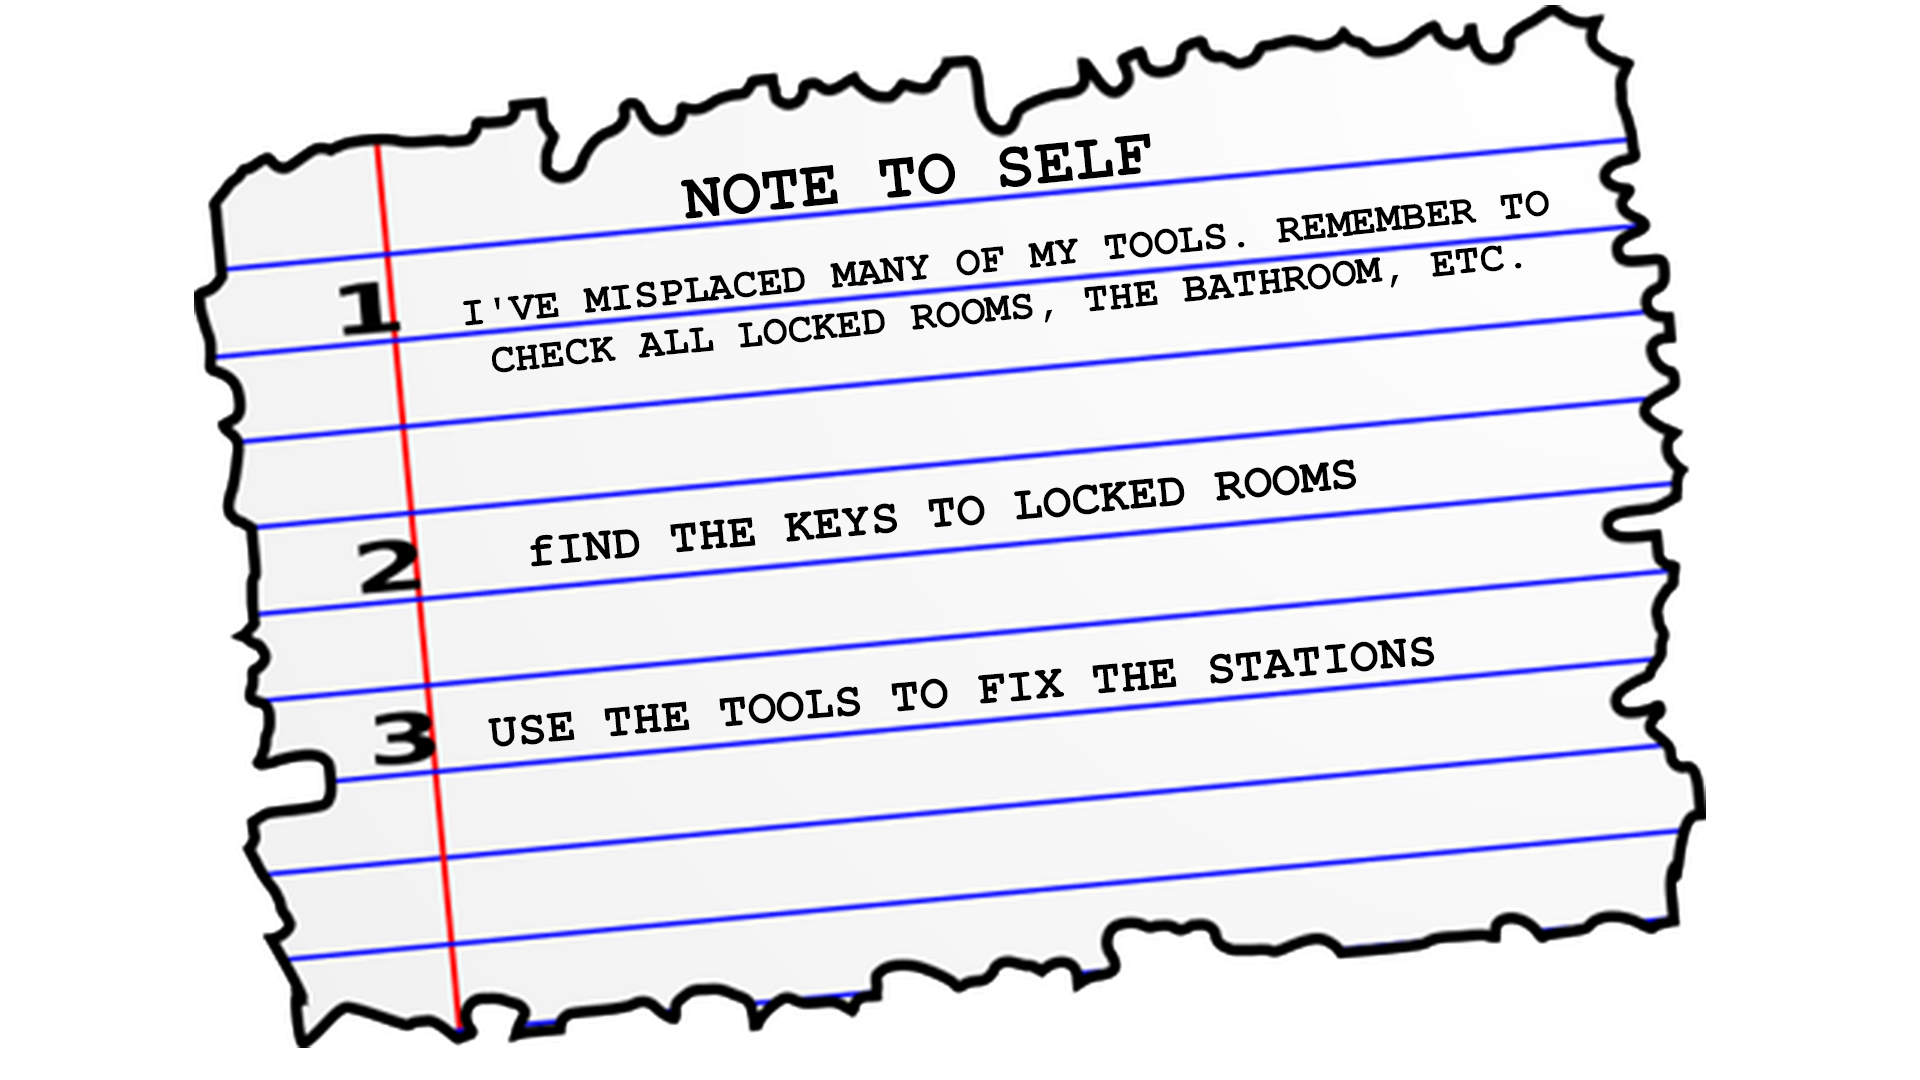 NOTE TO SELF
1 I'VE MISPLACED MANY OF MY TOOLS. REMEMBER TO
CHECK ALL LOCKED ROOMS, THE BATHROOM, ETC.
2 fIND THE KEYS TO LOCKED ROOMS
3 USE THE TOOLS TO FIX THE STATIONS